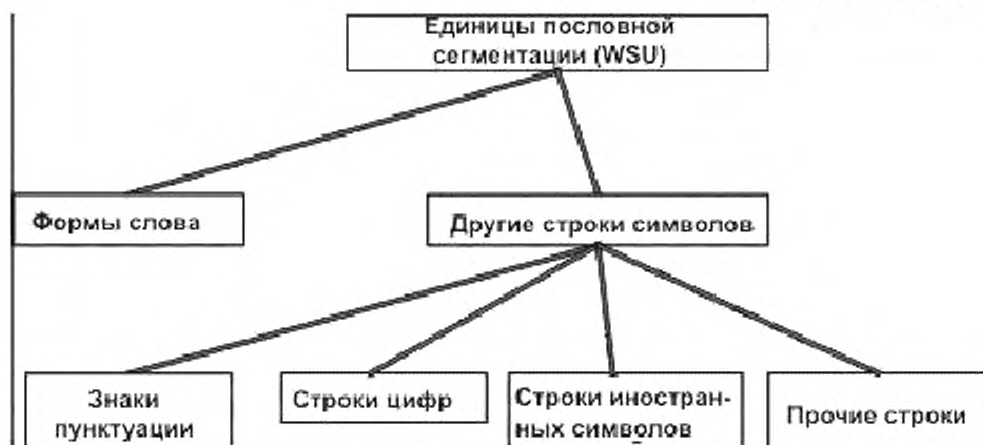 Единицы пословной
сегментации (WSU)
Формы слова
Другие строки символов
Знаки
пунктуации
Строки цифр
Строки иностран-
ных символов
Прочие строки